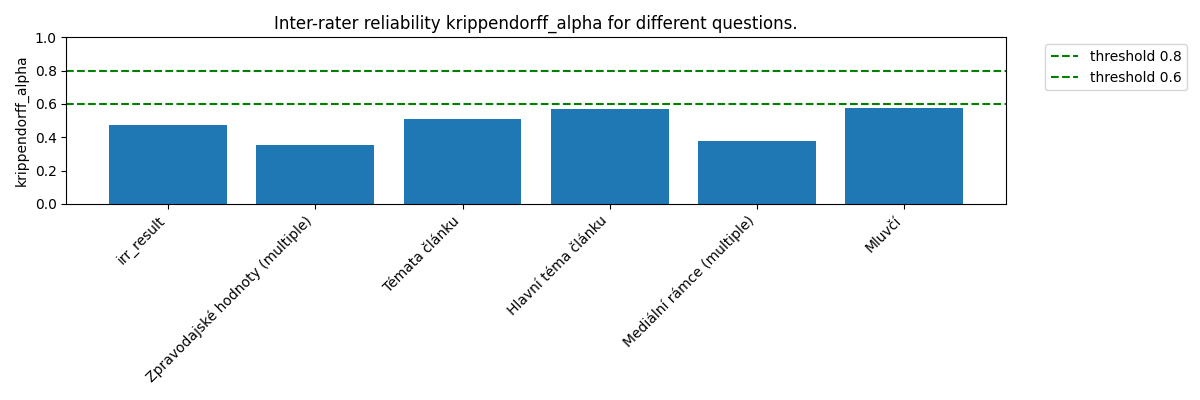 Inter-rater reliability krippendorff_alpha for different questions.
krippendorff_alpha
1.0
0.8
0.6
0.4
0.2
0.0
threshold 0.8
threshold 0.6
irr_result
Zpravodajské hodnoty (multiple)
Témata článku
Hlavní téma článku
Mediální rámce (multiple)
Mluvčí